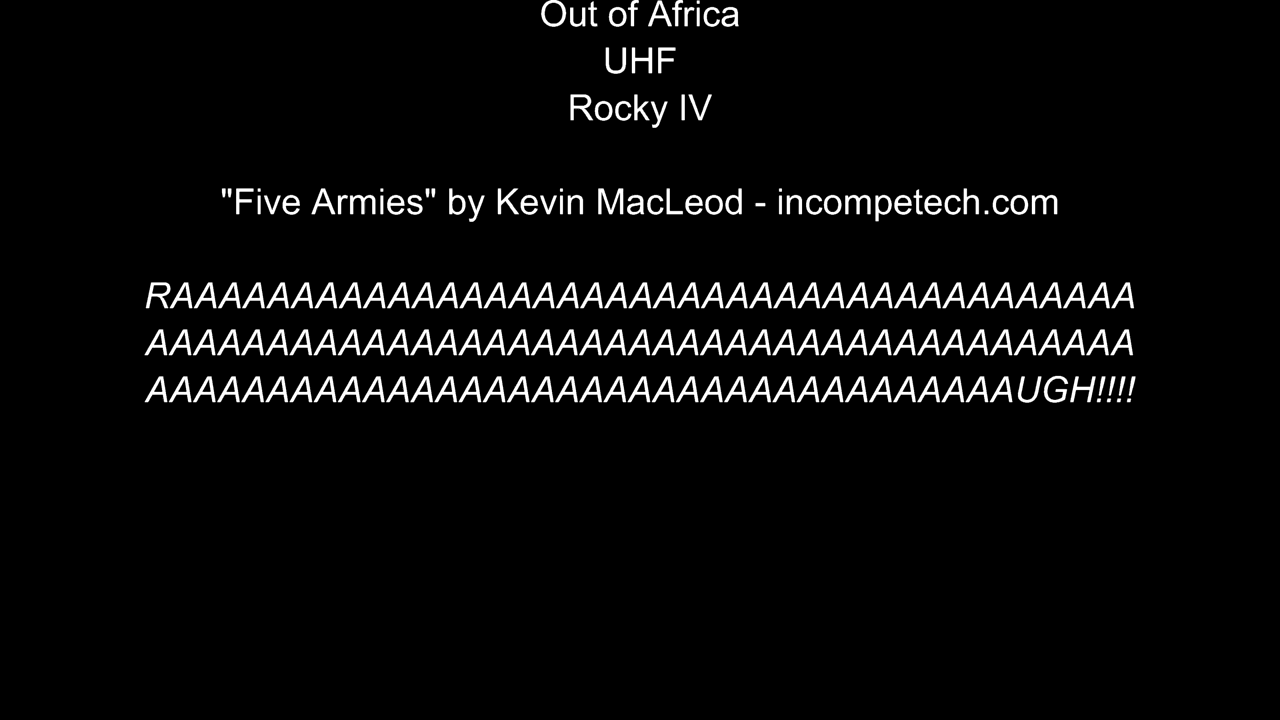 Out of Africa
UHF
Rocky IV
"Five Armies" by Kevin MacLeod - incompetech.com
RAAAAAAAAAAAAAAAAAAAAAAAAAAAAAAAAAAAAAAAA
AAAAAAAAAAAAAAAAAAAAAAAAAAAAAAAAAAAAAAAAA
AAAAAAAAAAAAAAAAAAAAAAAAAAAAAAAAAAAAUGH!!!!